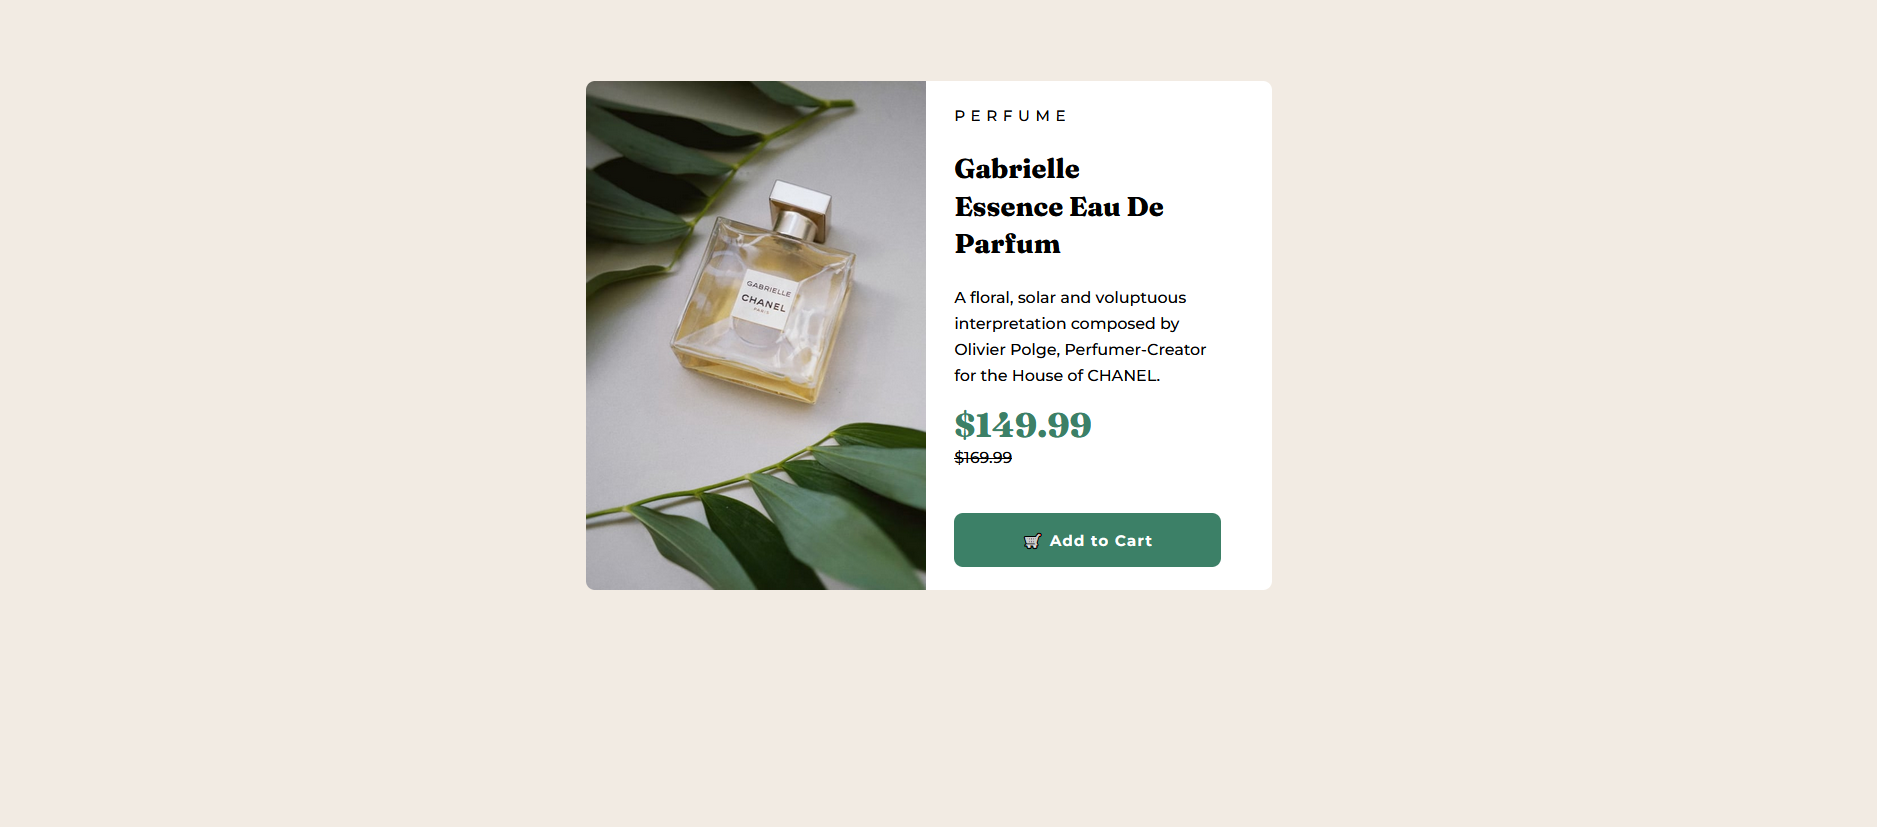 GABRIELLE
CHANEL
PARIS
PERFUME
Gabrielle
Essence Eau De
Parfum
A floral, solar and voluptuous
interpretation composed by
Olivier Polge, Perfumer-Creator
for the House of CHANEL.
$149.99
$169.99
Add to Cart